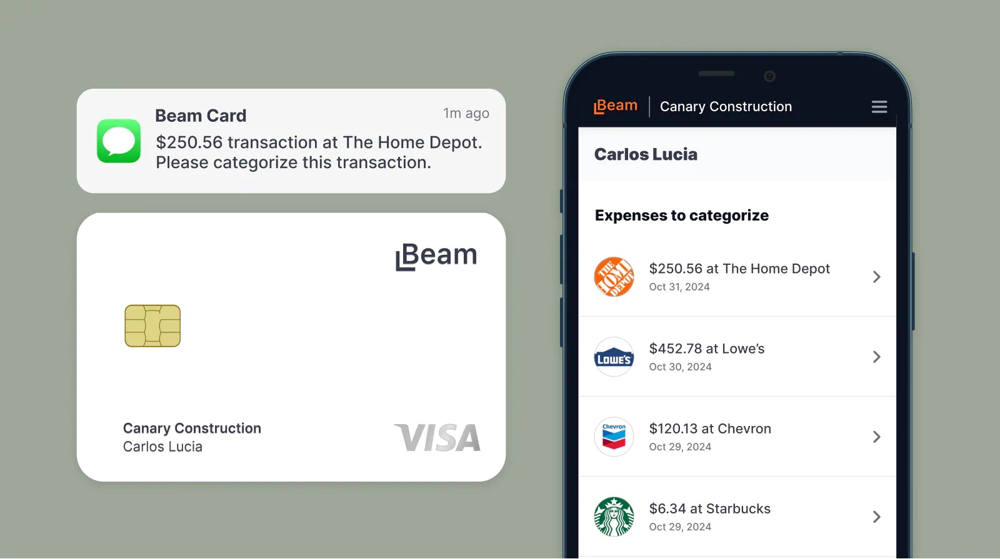 Beam Card
1m ago
$250.56 transaction at The Home Depot.
Please categorize this transaction.
Beam
Canary Construction
Carlos Lucia
VISA
Beam
Canary Construction
Carlos Lucia
Expenses to categorize
THE HOME DEPOT
$250.56 at The Home Depot
Oct 31, 2024
LOWE'S
$452.78 at Lowe’s
Oct 30, 2024
Chevron
$120.13 at Chevron
Oct 29, 2024
$6.34 at Starbucks
Oct 29, 2024